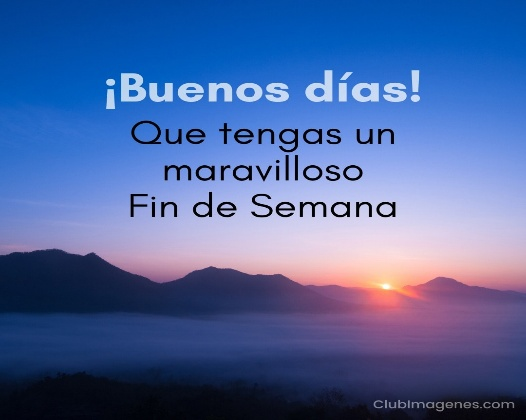 ¡Buenos días!
Que tengas un
maravilloso
Fin de Semana
ClubImagenes.com